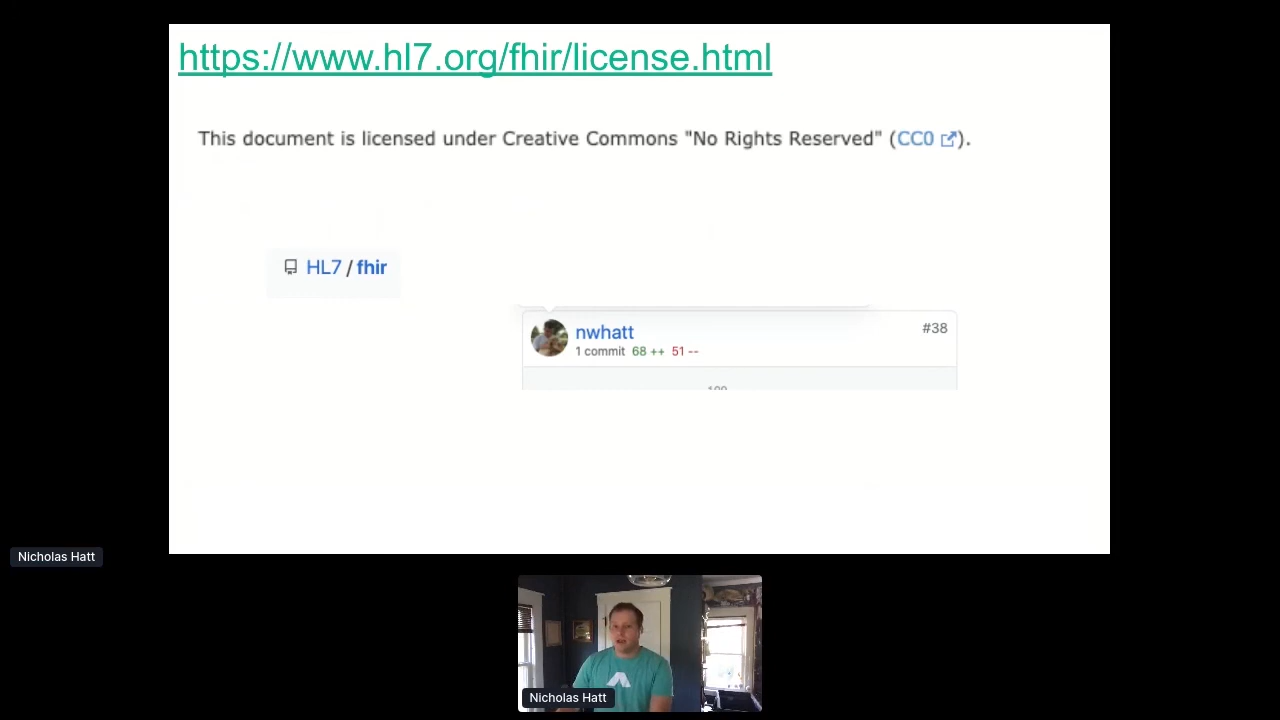 https://www.hl7.org/fhir/license.html
This document is licensed under Creative Commons "No Rights Reserved" (CC0).
HL7 / fhir
nwhatt
#38
1 commit 68 ++ 51 --
Nicholas Hatt
Nicholas Hatt